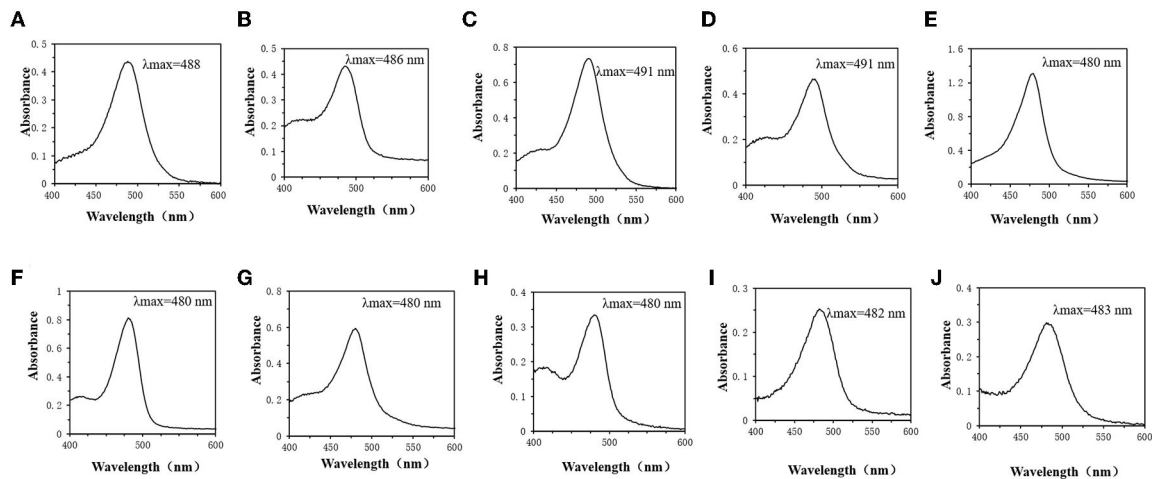 A
B
C
D
E
0.5
0.4
0.3
0.2
0.1
0
Absorbance
λmax=488
400 450 500 550 600
Wavelength（nm）
0.5
0.4
0.3
0.2
0.1
0
Absorbance
λmax=486 nm
400 500 600
Wavelength（nm）
0.8
0.6
0.4
0.2
0.0
Absorbance
λmax=491 nm
400 450 500 550 600
Wavelength（nm）
0.6
0.4
0.2
0
Absorbance
λmax=491 nm
400 500 600
Wavelength（nm）
1.6
1.2
0.8
0.4
0
Absorbance
λmax=480 nm
400 450 500 550 600
Wavelength（nm）
F
G
H
I
J
1
0.8
0.6
0.4
0.2
0
Absorbance
λmax=480 nm
400 500 600
Wavelength（nm）
0.8
0.6
0.4
0.2
0
Absorbance
λmax=480 nm
400 500 600
Wavelength（nm）
0.4
0.3
0.2
0.1
0
Absorbance
λmax=480 nm
400 500 600
Wavelength（nm）
0.3
0.2
0.1
0
Absorbance
λmax=482 nm
400 450 500 550 600
Wavelength（nm）
0.4
0.3
0.2
0.1
0
Absorbance
λmax=483 nm
400 450 500 550 600
Wavelength（nm）